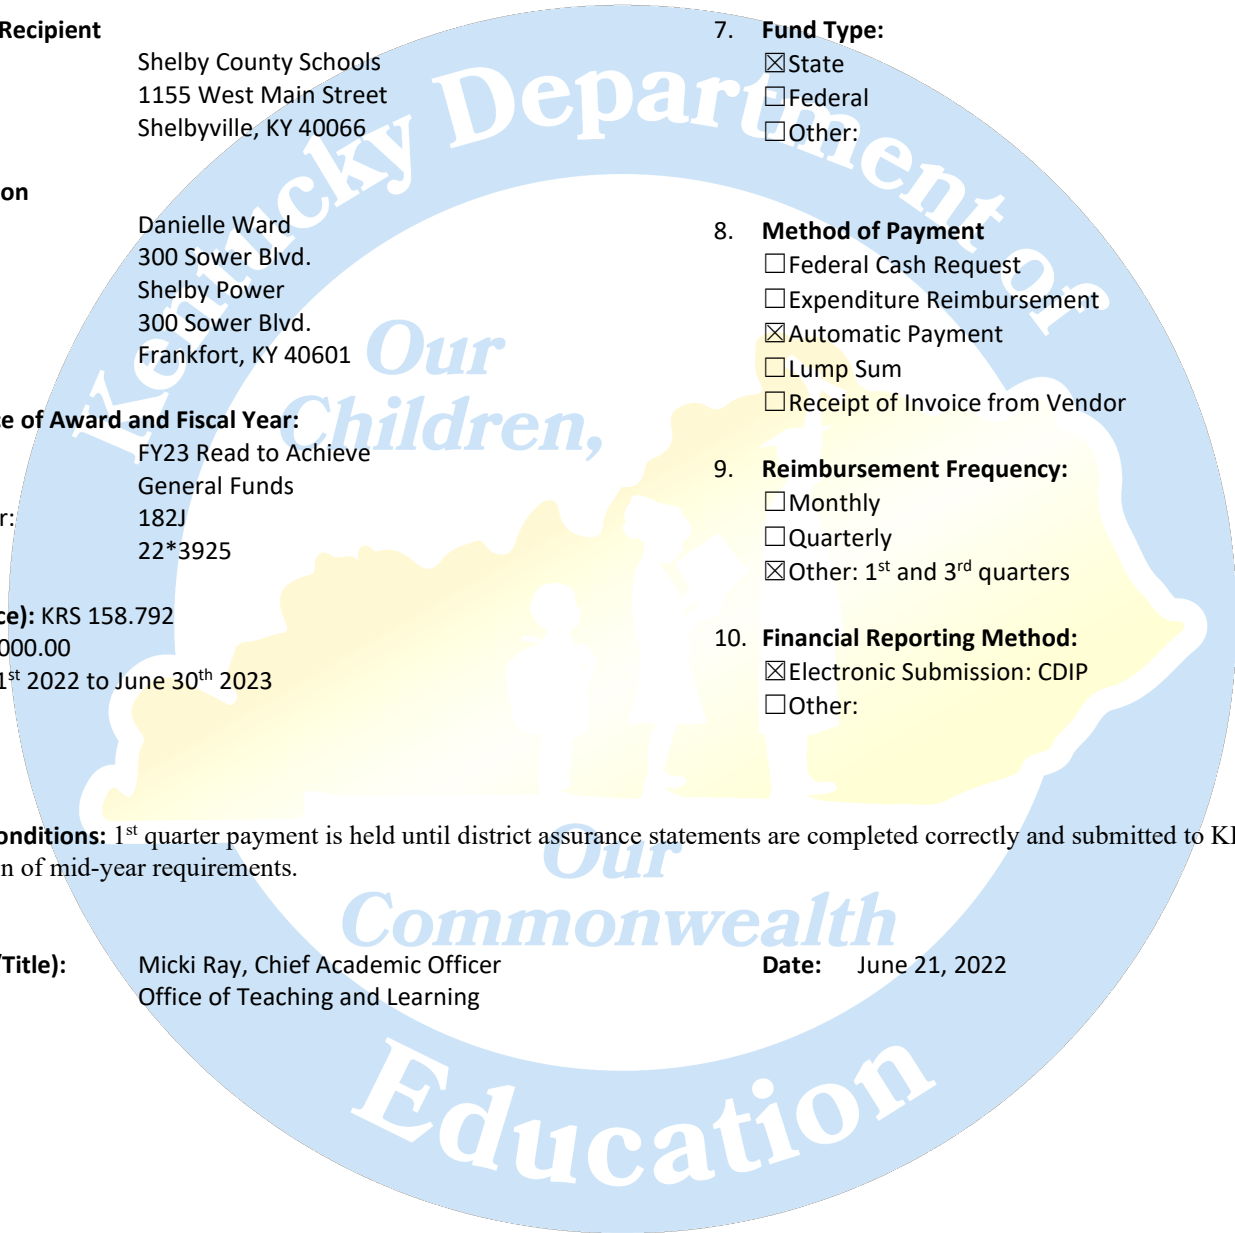 Recipient
Shelby County Schools
1155 West Main Street
Shelbyville, KY 40066
on
Danielle Ward
300 Sower Blvd.
Shelby Power
300 Sower Blvd.
Frankfort, KY 40601
ce of Award and Fiscal Year:
FY23 Read to Achieve
General Funds
r: 182J
22*3925
ce): KRS 158.792
000.00
1st 2022 to June 30th 2023
7. Fund Type:
☒State
☐Federal
☐Other:
8. Method of Payment
☐Federal Cash Request
☐Expenditure Reimbursement
☒Automatic Payment
☐Lump Sum
☐Receipt of Invoice from Vendor
9. Reimbursement Frequency:
☐Monthly
☐Quarterly
☒Other: 1st and 3rd quarters
10. Financial Reporting Method:
☒Electronic Submission: CDIP
☐Other:
onditions: 1st quarter payment is held until district assurance statements are completed correctly and submitted to K
n of mid-year requirements.
/Title): Micki Ray, Chief Academic Officer
Office of Teaching and Learning
Date: June 21, 2022
Kentucky Department of
Education
Our
Children,
Our
Commonwealth